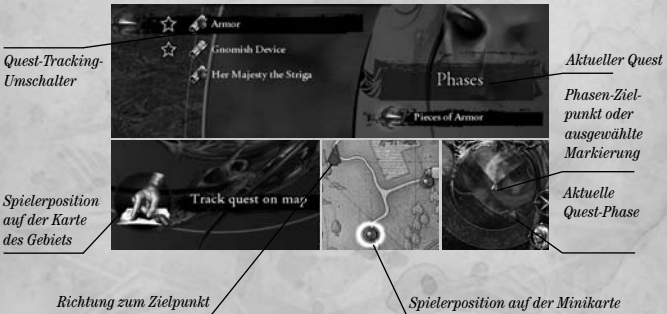 Armor
Gnomish Device
Her Majesty the Striga
Phases
Pieces of Armor
Track quest on map
Quest-Tracking-
Umschalter
Spielerposition
auf der Karte
des Gebiets
Aktueller Quest
Phasen-Ziel-
punkt oder
ausgewählte
Markierung
Aktuelle
Quest-Phase
Richtung zum Zielpunkt
Spielerposition auf der Minikarte